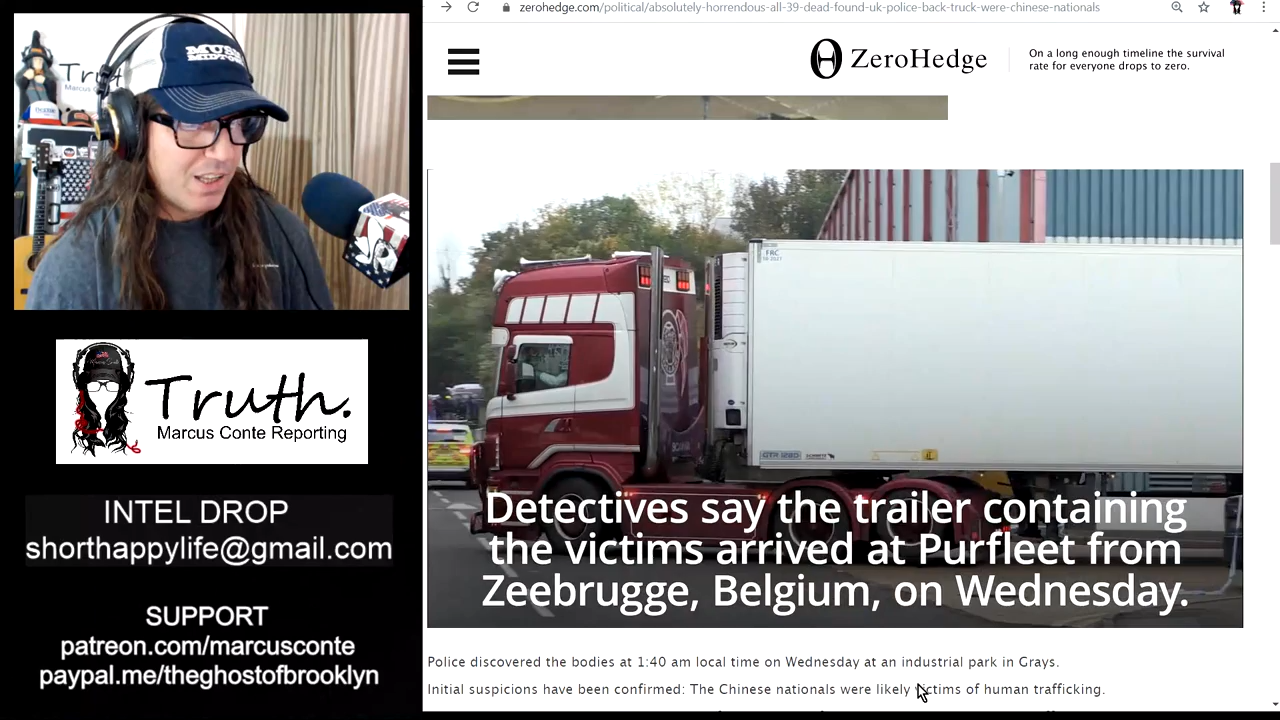 zerohedge.com/political/absolutely-horrendous-all-39-dead-found-uk-police-back-truck-were-chinese-nationals
ZeroHedge
On a long enough timeline the survival
rate for everyone drops to zero.
Truth.
Marcus Conte Reporting
INTEL DROP
shorthappylife@gmail.com
SUPPORT
patreon.com/marcusconte
paypal.me/theghostofbrooklyn
FRC
GTR 128D
Detectives say the trailer containing
the victims arrived at Purfleet from
Zeebrugge, Belgium, on Wednesday.
Police discovered the bodies at 1:40 am local time on Wednesday at an industrial park in Grays.
Initial suspicions have been confirmed: The Chinese nationals were likely victims of human trafficking.